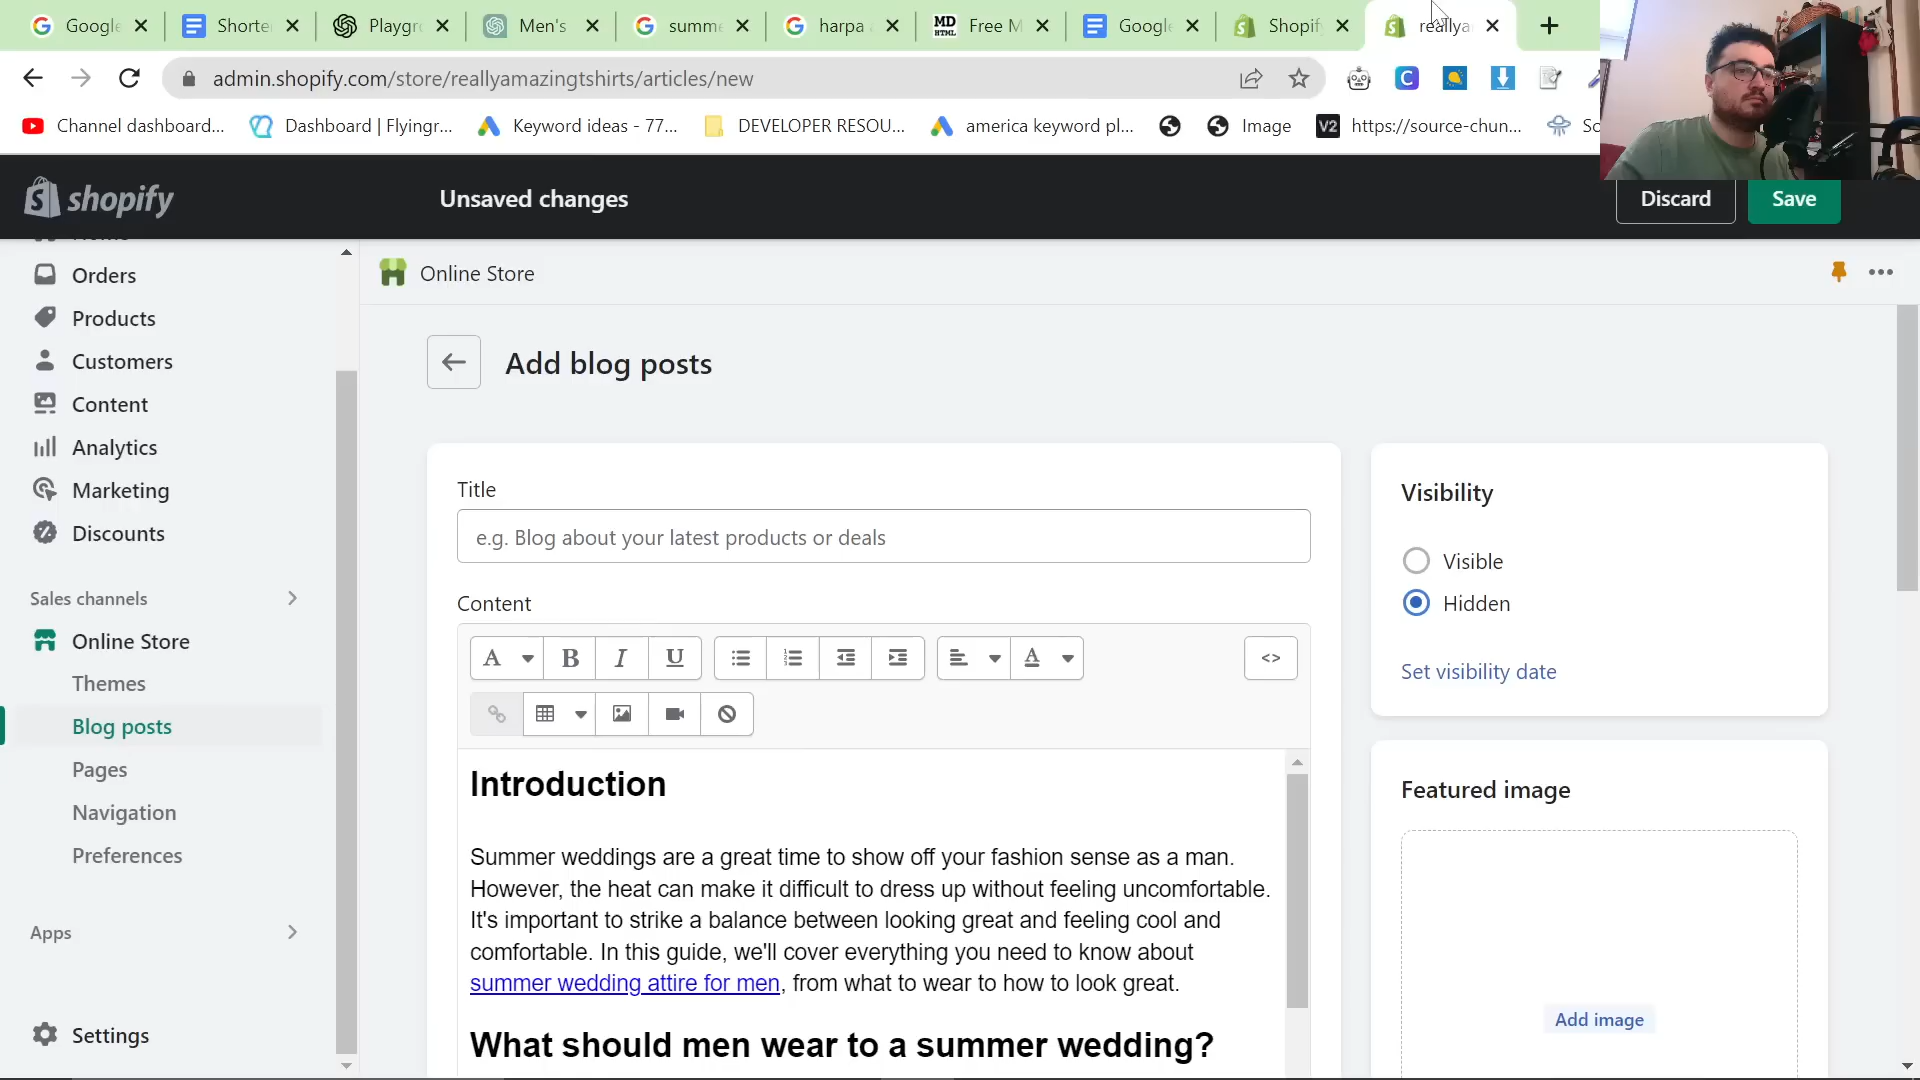 Google
Shorte
Playgr
Men's
summe
harpa a
MD
HTML
Free M
Google
Shopif
reallya
admin.shopify.com/store/reallyamazingtshirts/articles/new
Channel dashboard...
Dashboard | Flyingr...
Keyword ideas - 77...
DEVELOPER RESOU...
america keyword pl...
Image
V2
https://source-chun...
shopify
Unsaved changes
Discard
Save
Orders
Products
Customers
Content
Analytics
Marketing
Discounts
Sales channels
Online Store
Themes
Blog posts
Pages
Navigation
Preferences
Apps
Settings
Online Store
Add blog posts
Title
e.g. Blog about your latest products or deals
Content
Introduction
Summer weddings are a great time to show off your fashion sense as a man.
However, the heat can make it difficult to dress up without feeling uncomfortable.
It's important to strike a balance between looking great and feeling cool and
comfortable. In this guide, we'll cover everything you need to know about
summer wedding attire for men, from what to wear to how to look great.
What should men wear to a summer wedding?
Visibility
Visible
Hidden
Set visibility date
Featured image
Add image